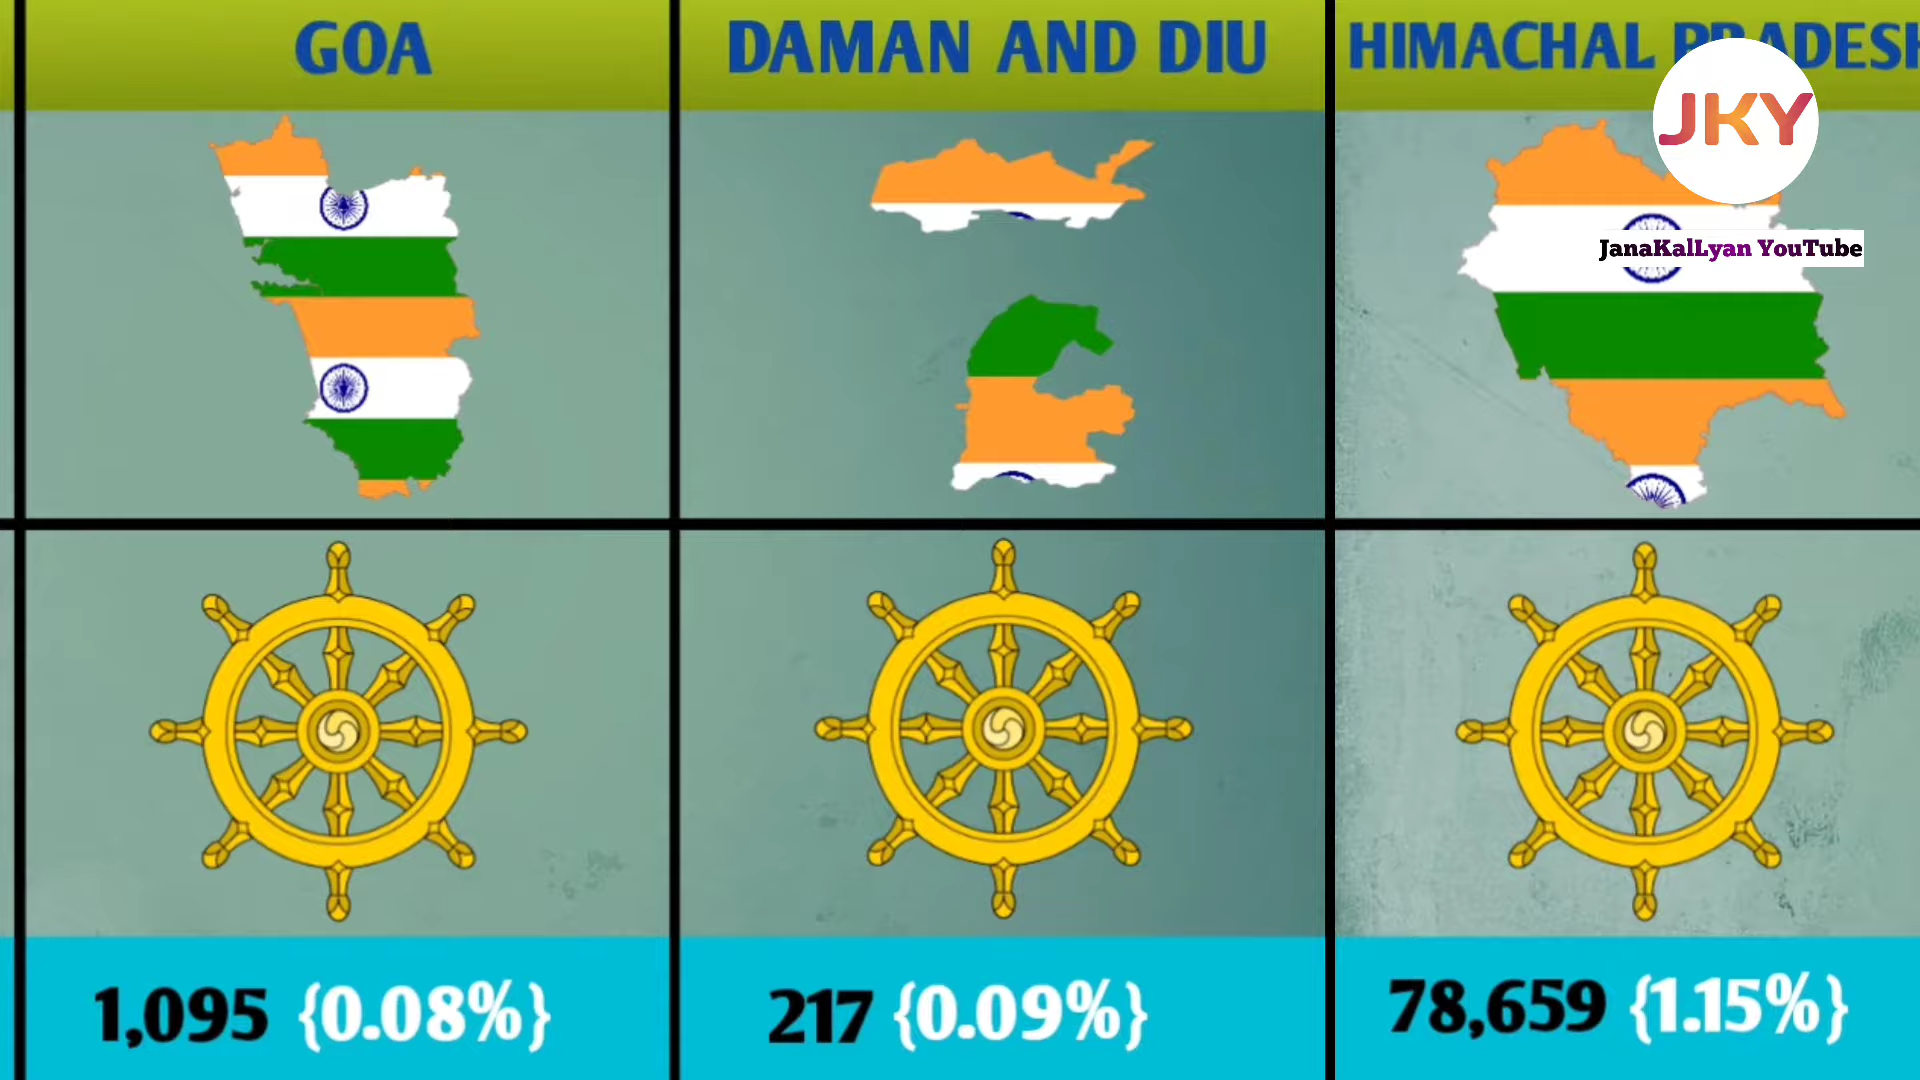 GOA
DAMAN AND DIU
HIMACHAL PRADESH
JKY
JanaKalLyan YouTube
1,095 {0.08%}
217 {0.09%}
78,659 {1.15%}